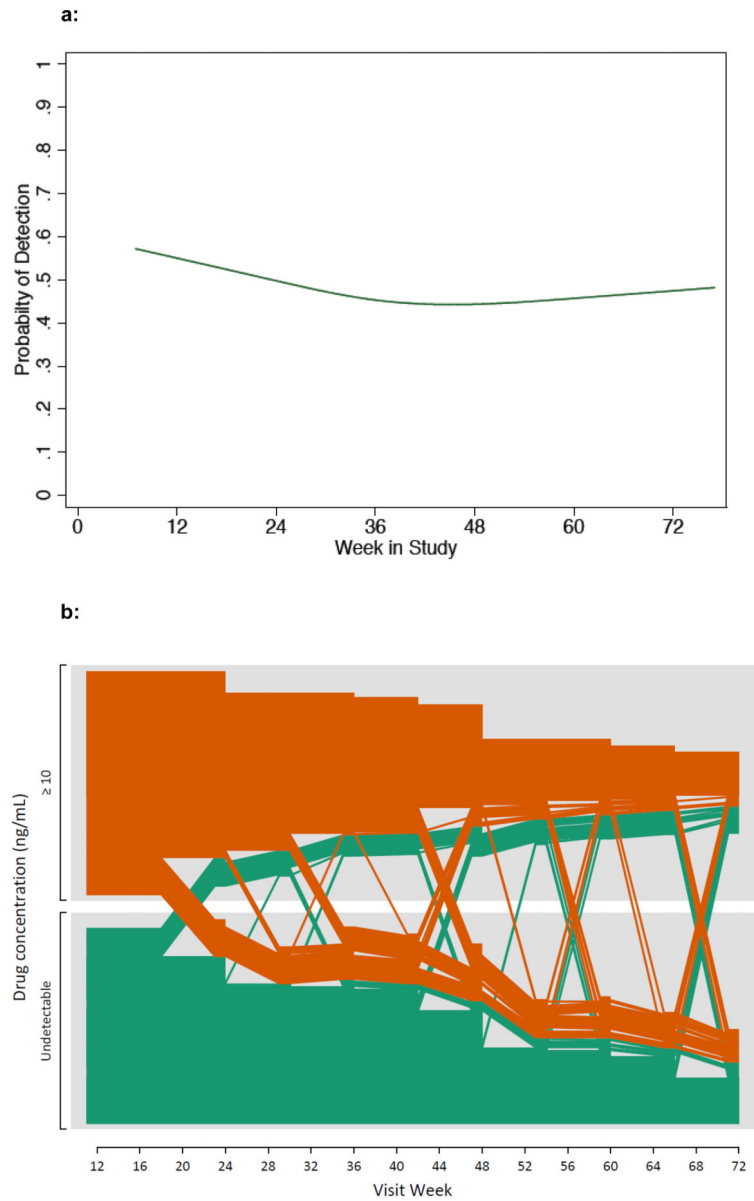 a:
1
.9
.8
.7
.6
.5
.4
.3
.2
.1
0
Probabilty of Detection
0 12 24 36 48 60 72
Week in Study
b:
≥ 10
Drug concentration (ng/mL)
Undetectable
12 16 20 24 28 32 36 40 44 48 52 56 60 64 68 72
Visit Week